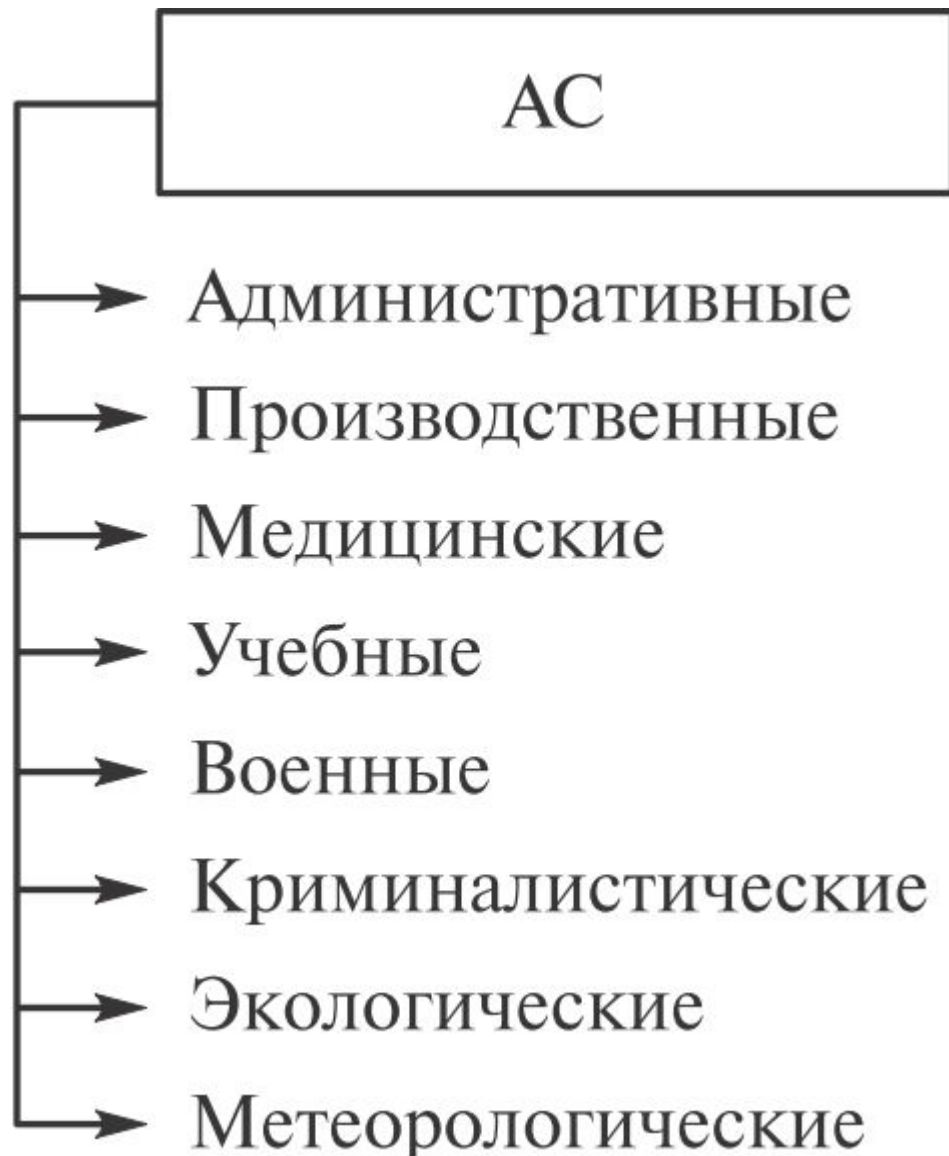 АС
Административные
Производственные
Медицинские
Учебные
Военные
Криминалистические
Экологические
Метеорологические